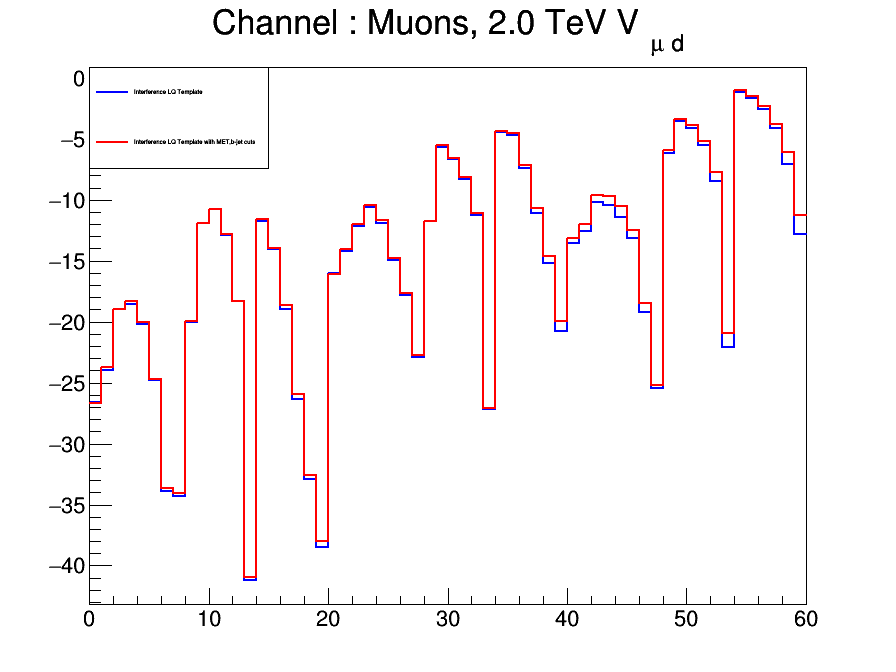 Channel : Muons, 2.0 TeV V μ d
Interference LQ Template
Interference LQ Template with MET,b-jet cuts
0
−5
−10
−15
−20
−25
−30
−35
−40
0 10 20 30 40 50 60